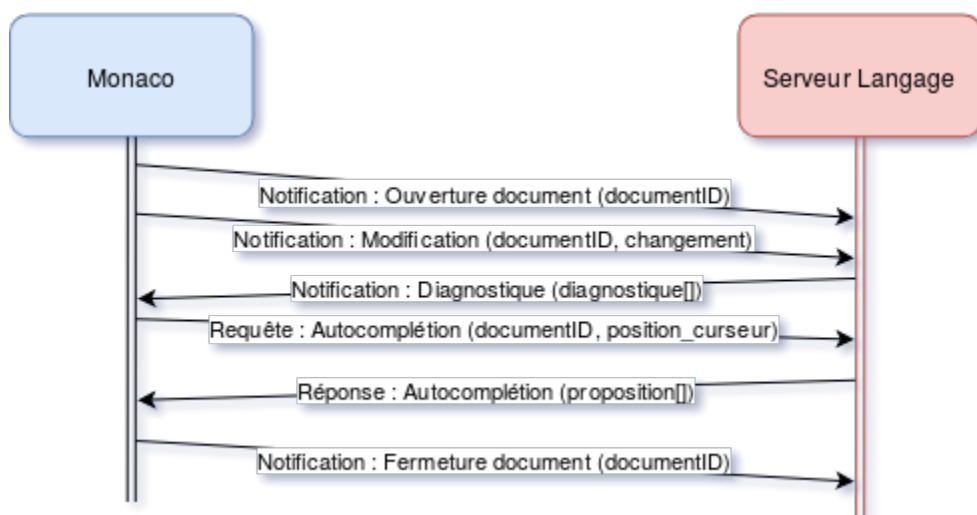 Monaco
Serveur Langage
Notification : Ouverture document (documentID)
Notification : Modification (documentID, changement)
Notification : Diagnostique (diagnostique[])
Requête : Autocomplétion (documentID, position_curseur)
Réponse : Autocomplétion (proposition[])
Notification : Fermeture document (documentID)